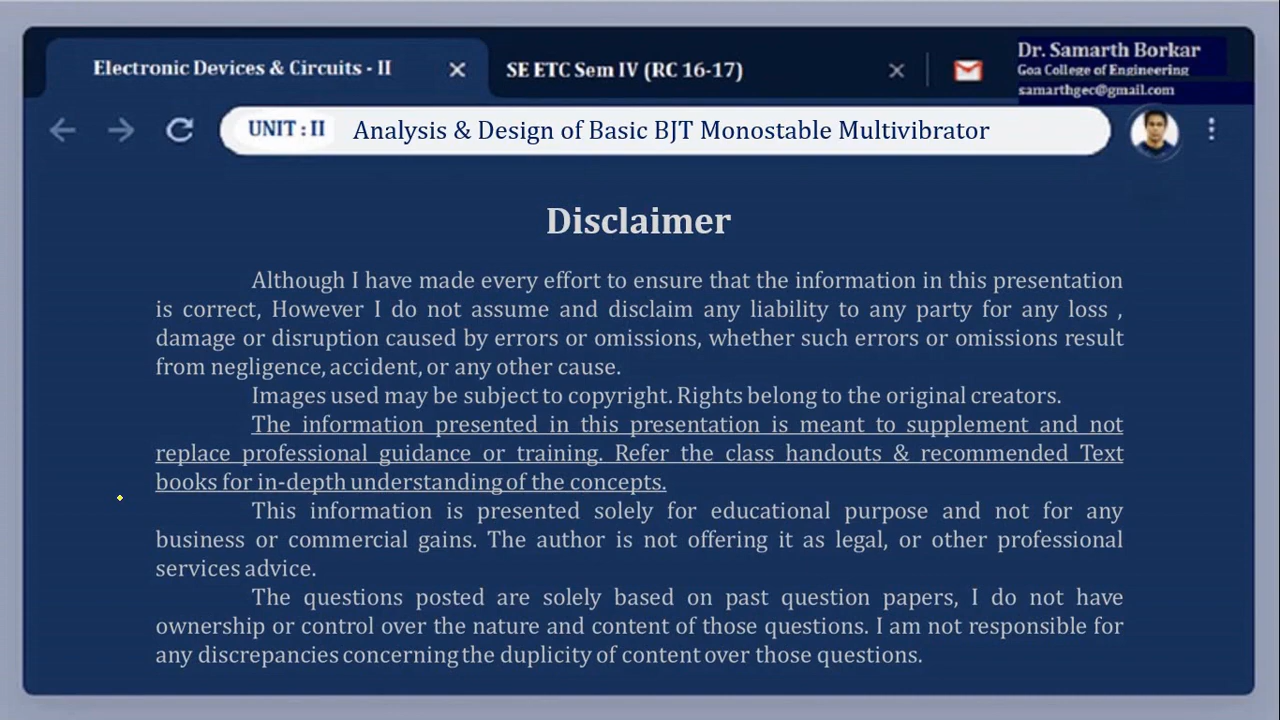 Electronic Devices & Circuits - II
SE ETC Sem IV (RC 16-17)
Dr. Samarth Borkar
Goa College of Engineering
samarthgec@gmail.com
UNIT : II Analysis & Design of Basic BJT Monostable Multivibrator
Disclaimer
Although I have made every effort to ensure that the information in this presentation
is correct, However I do not assume and disclaim any liability to any party for any loss ,
damage or disruption caused by errors or omissions, whether such errors or omissions result
from negligence, accident, or any other cause.
Images used may be subject to copyright. Rights belong to the original creators.
The information presented in this presentation is meant to supplement and not
replace professional guidance or training. Refer the class handouts & recommended Text
books for in-depth understanding of the concepts.
This information is presented solely for educational purpose and not for any
business or commercial gains. The author is not offering it as legal, or other professional
services advice.
The questions posted are solely based on past question papers, I do not have
ownership or control over the nature and content of those questions. I am not responsible for
any discrepancies concerning the duplicity of content over those questions.